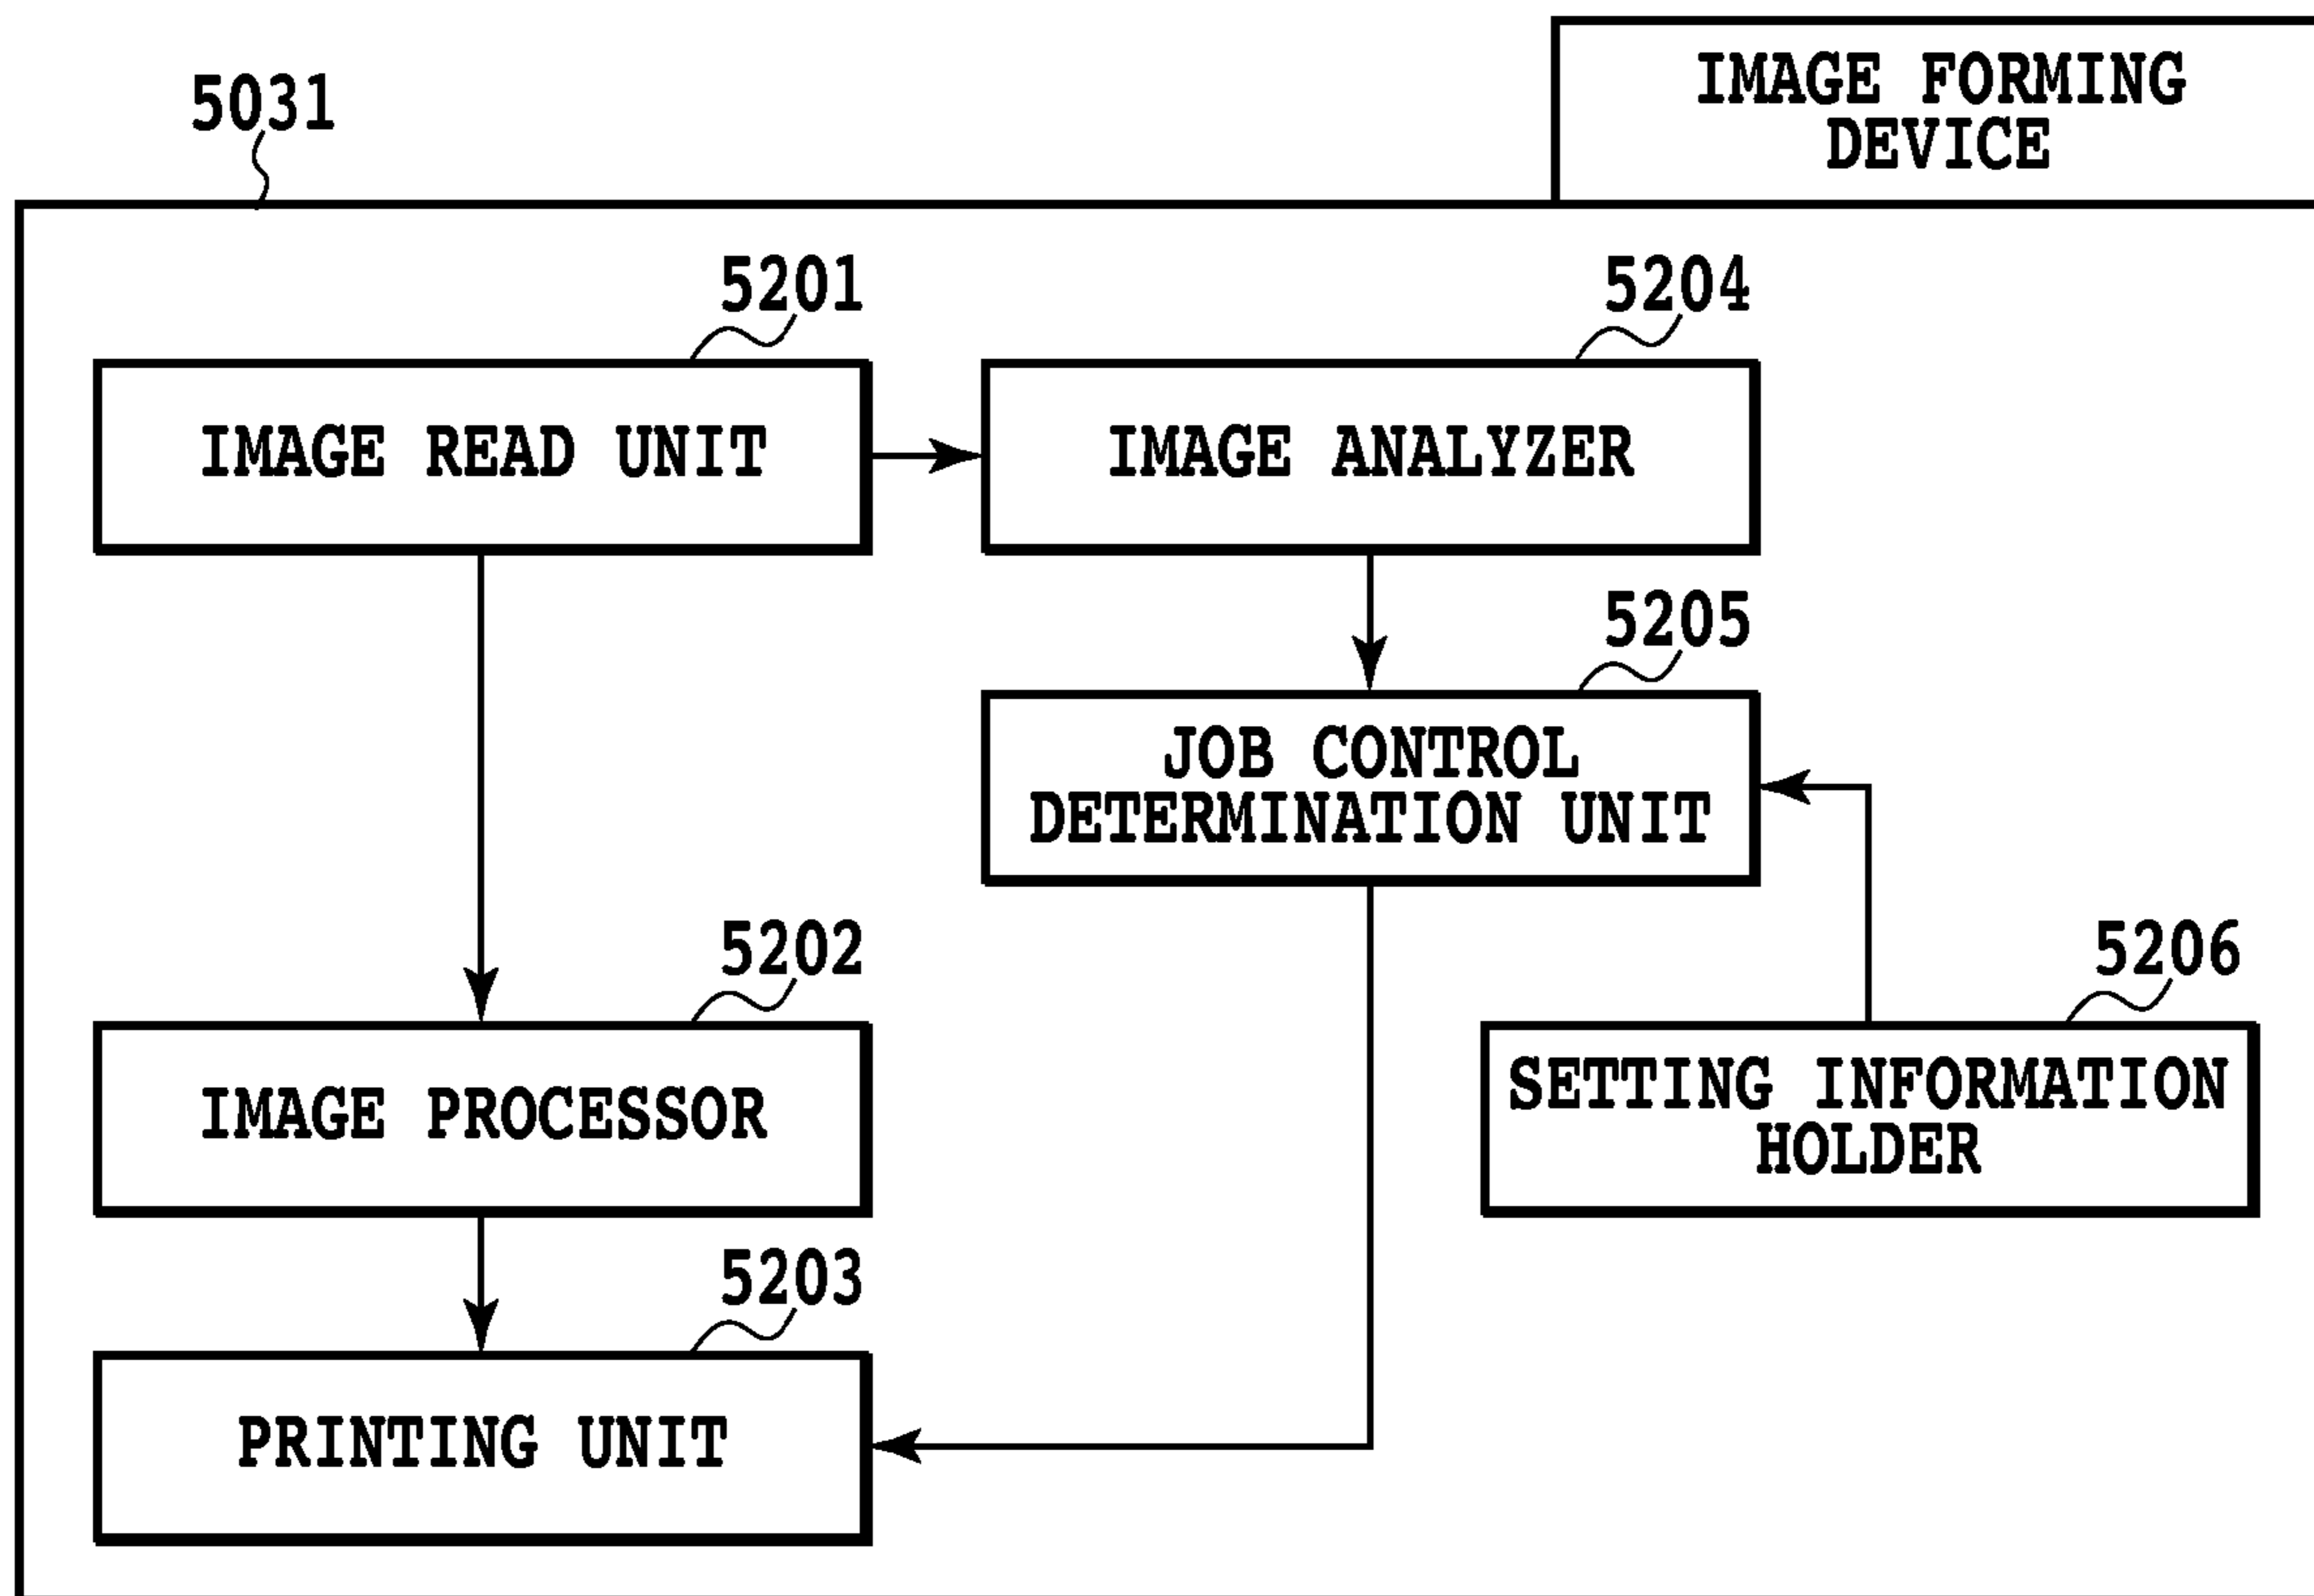 IMAGE FORMING
DEVICE
5031
5201
5204
IMAGE READ UNIT
IMAGE ANALYZER
5205
JOB CONTROL
DETERMINATION UNIT
5202
5206
IMAGE PROCESSOR
SETTING INFORMATION
HOLDER
5203
PRINTING UNIT